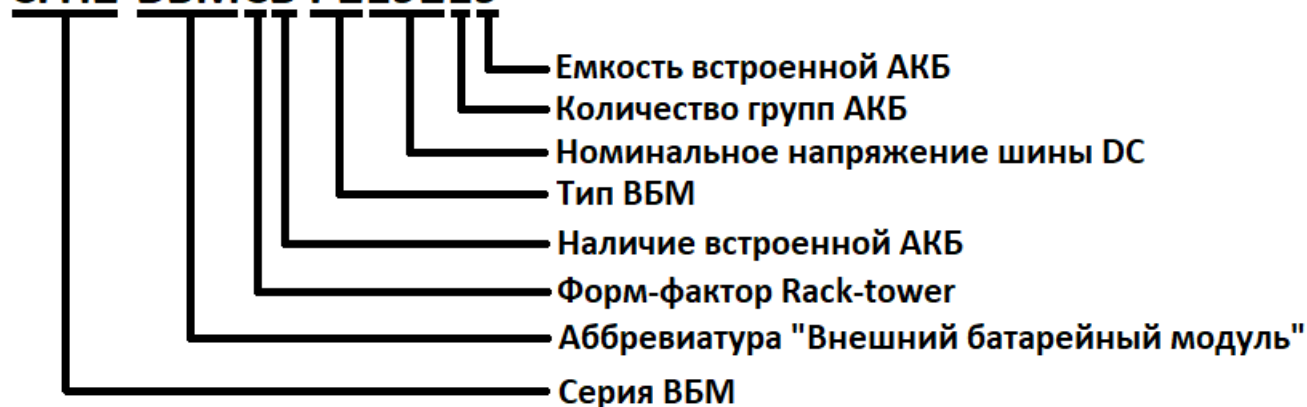 Емкость встроенной АКБ
Количество групп АКБ
Номинальное напряжение шины DC
Тип ВБМ
Наличие встроенной АКБ
Форм-фактор Rack-tower
Аббревиатура "Внешний батарейный модуль"
Серия ВБМ